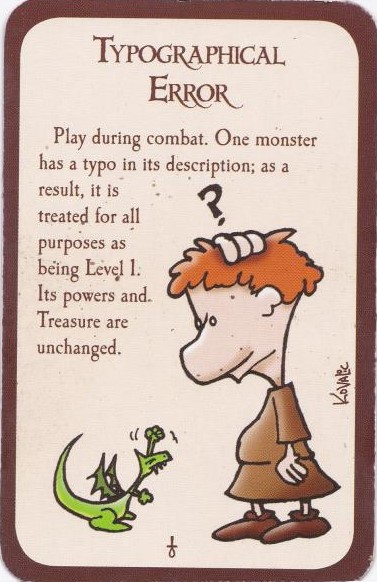 TYPOGRAPHICAL
ERROR
Play during combat. One monster
has a typo in its description; as a
result, it is
treated for all
purposes as
being Level 1.
Its powers and
Treasure are
unchanged.
?
KOVALIC